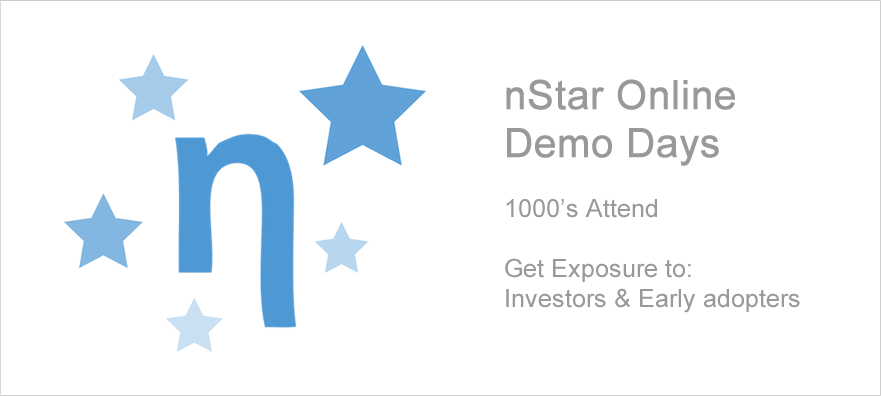 η
nStar Online
Demo Days
1000’s Attend
Get Exposure to:
Investors & Early adopters